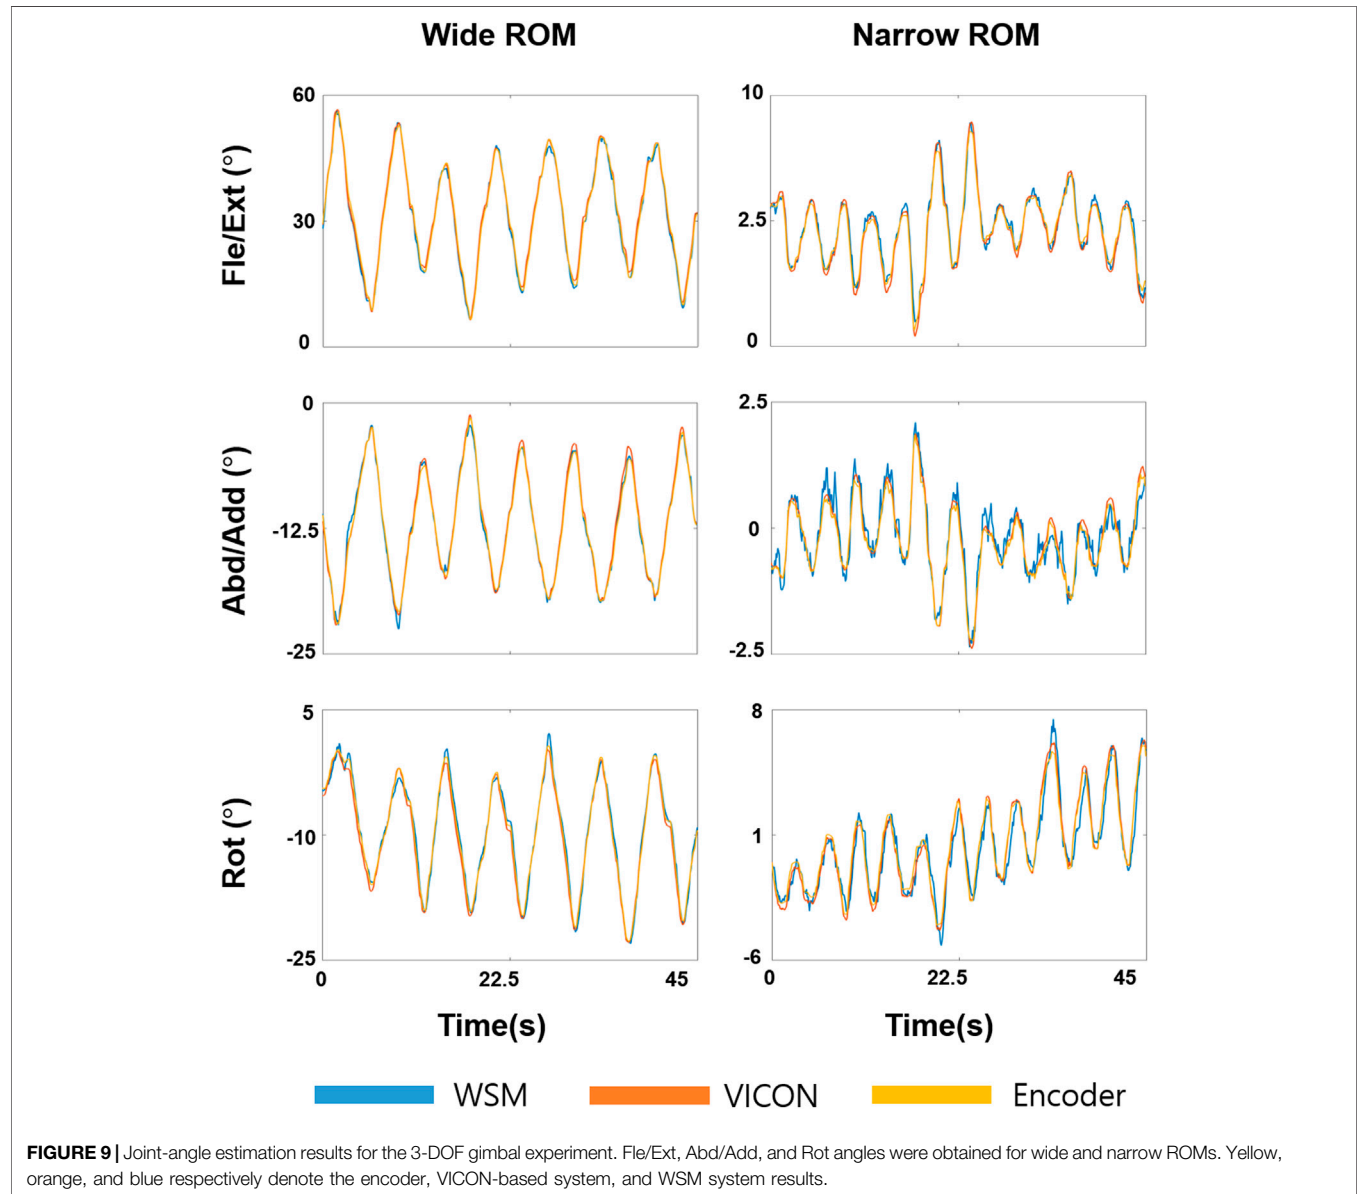 Wide ROM
Narrow ROM
Fle/Ext (°)
60
30
0
10
2.5
0
Abd/Add (°)
0
-12.5
-25
2.5
0
-2.5
Rot (°)
5
-10
-25
8
1
-6
0 22.5 45
0 22.5 45
Time(s)
Time(s)
WSM VICON Encoder
FIGURE 9 | Joint-angle estimation results for the 3-DOF gimbal experiment. Fle/Ext, Abd/Add, and Rot angles were obtained for wide and narrow ROMs. Yellow,
orange, and blue respectively denote the encoder, VICON-based system, and WSM system results.